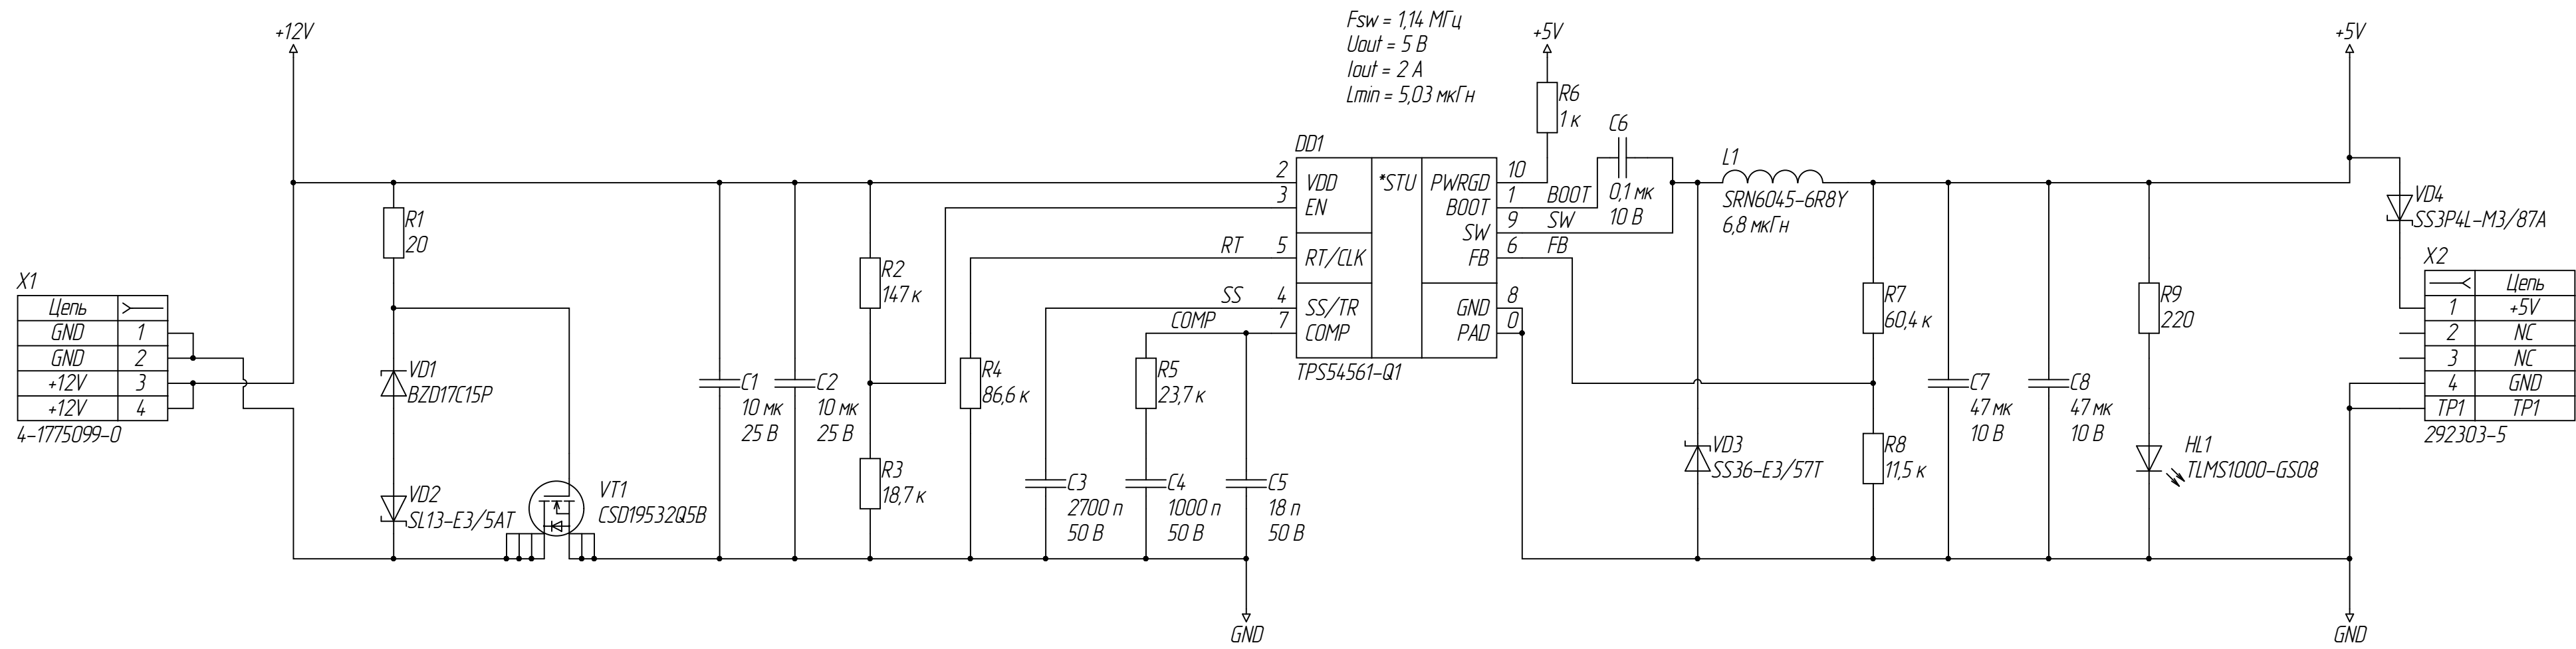 Fsw = 1,14 МГц
Uout = 5 В
Iout = 2 А
Lmin = 5,03 мкГн
+12V
+5V
+5V
R6
1 к
C6
0,1 мк
10 В
DD1
2
3
5
4
7
VDD
EN
RT/CLK
SS/TR
COMP
*STU
PWRGD
BOOT
SW
FB
GND
PAD
10
1
9
6
8
0
BOOT
SW
FB
RT
SS
COMP
TPS54561-Q1
L1
SRN6045-6R8Y
6,8 мкГн
VD4
SS3P4L-M3/87A
R1
20
R2
147 к
X1
Цепь
GND 1
GND 2
+12V 3
+12V 4
4-1775099-0
VD1
BZD17C15P
VD2
SL13-E3/5AT
VT1
CSD19532Q5B
C1
10 мк
25 В
C2
10 мк
25 В
R3
18,7 к
R4
86,6 к
R5
23,7 к
C3
2700 п
50 В
C4
1000 п
50 В
C5
18 п
50 В
VD3
SS36-E3/57T
R7
60,4 к
R8
11,5 к
C7
47 мк
10 В
C8
47 мк
10 В
R9
220
HL1
TLMS1000-GS08
X2
Цепь
1 +5V
2 NC
3 NC
4 GND
TP1 TP1
292303-5
GND
GND